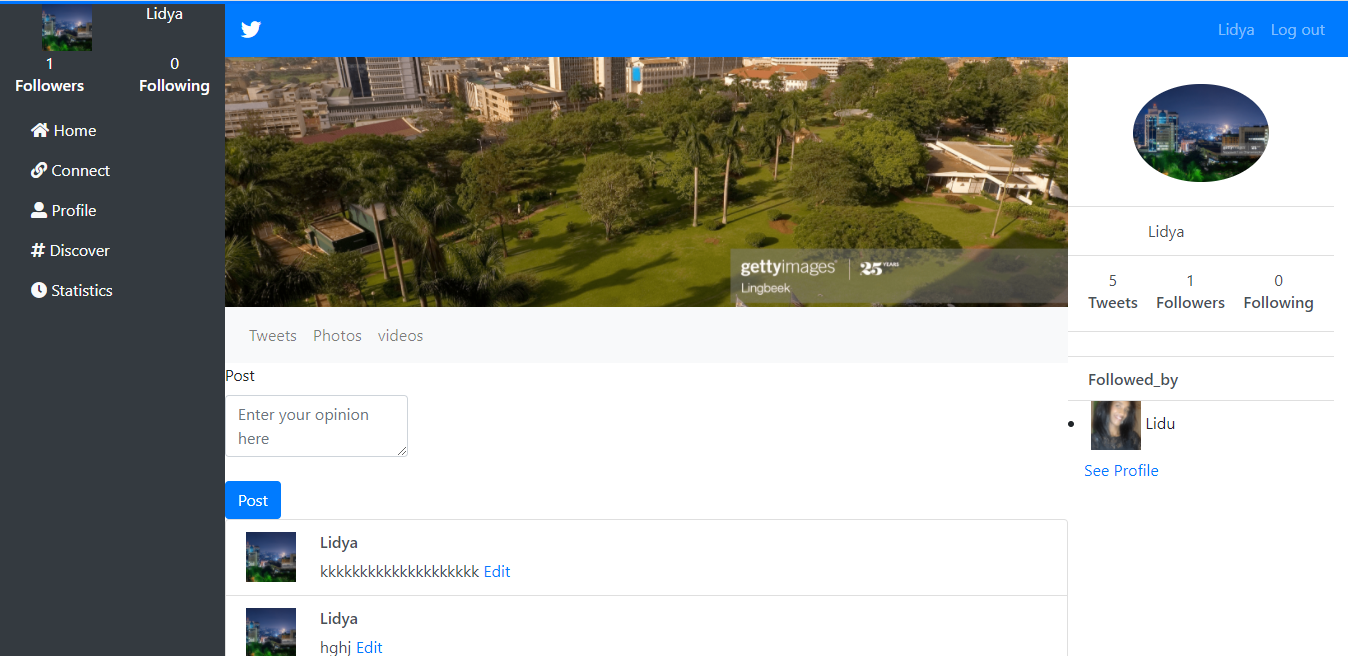 Lidya
1 0
Followers Following
Home
Connect
Profile
Discover
Statistics
Lidya Log out
gettyimages 25 YEARS
Lingbeek
Tweets Photos videos
Post
Enter your opinion
here
Post
Lidya
kkkkkkkkkkkkkkkkkkkk Edit
Lidya
hghj Edit
Lidya
5 1 0
Tweets Followers Following
Followed_by
Lidu
See Profile